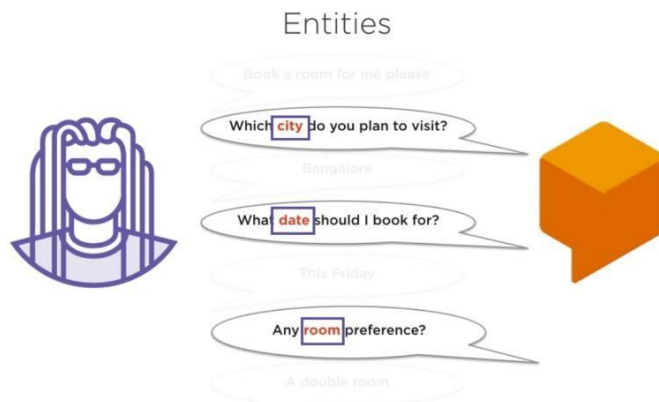 Entities
Book a room for me please
Which city do you plan to visit?
Bangalore
What date should I book for?
This Friday
Any room preference?
A double room